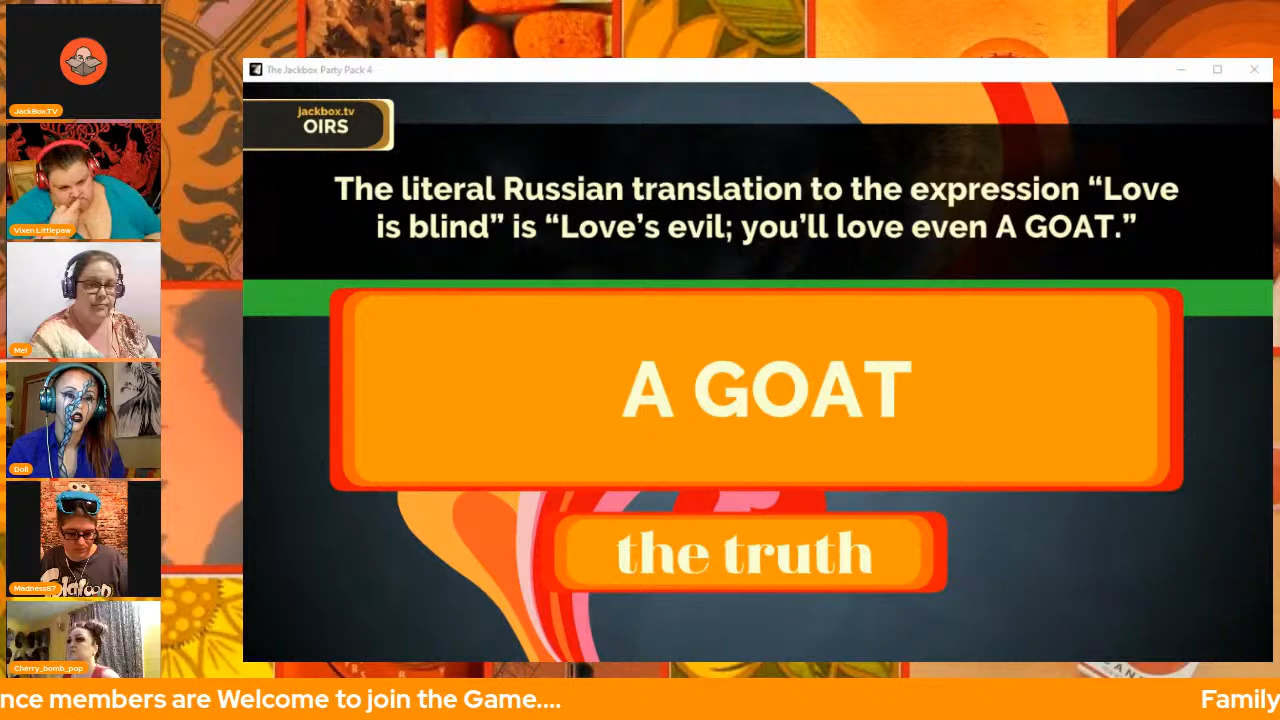 JackBox.TV
Vixen Littlepaw
Mel
Doll
Splatoon
Madness87
Cherry_bomb_pop
The Jackbox Party Pack 4
jackbox.tv
OIRS
The literal Russian translation to the expression “Love
is blind” is “Love’s evil; you’ll love even A GOAT.”
A GOAT
the truth
nce members are Welcome to join the Game.... Family